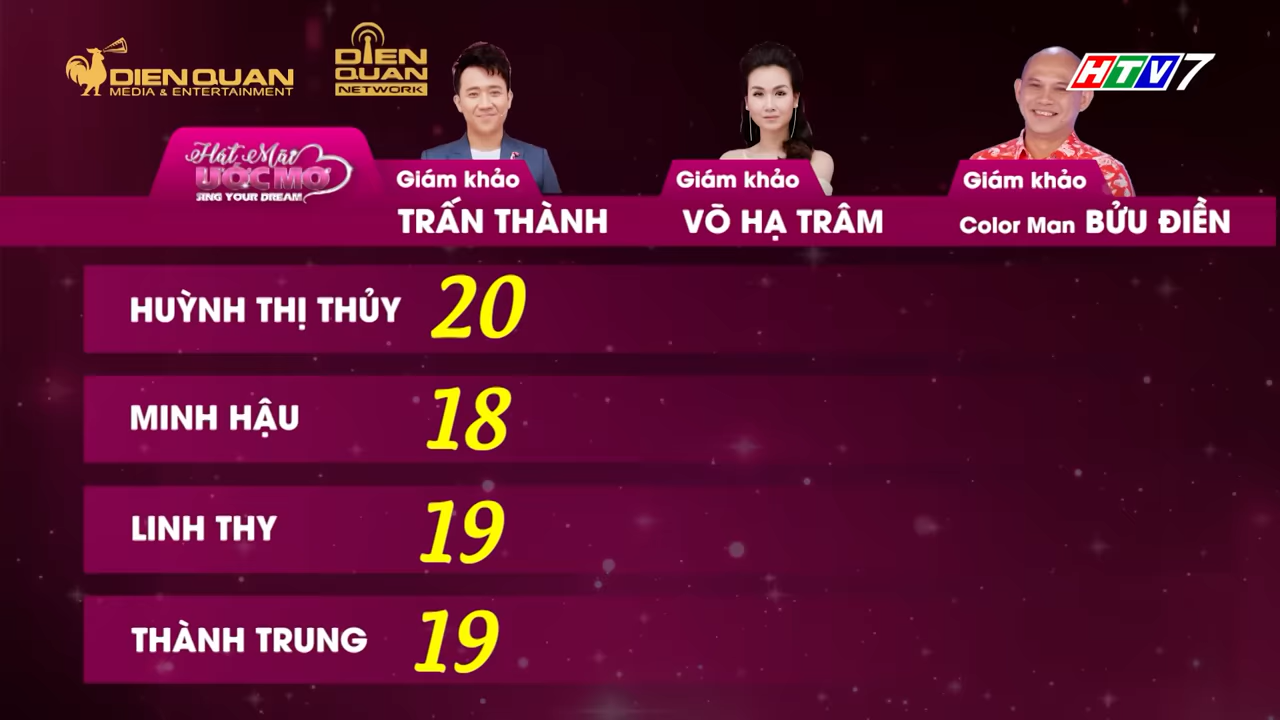 DIEN QUAN
MEDIA & ENTERTAINMENT
DIEN
QUAN
NETWORK
HTV7
Hát Mãi
ƯỚC MƠ
SING YOUR DREAM
Giám khảo
TRẤN THÀNH
Giám khảo
VÕ HẠ TRÂM
Giám khảo
Color Man BỬU ĐIỀN
HUỲNH THỊ THỦY 20
MINH HẬU 18
LINH THY 19
THÀNH TRUNG 19